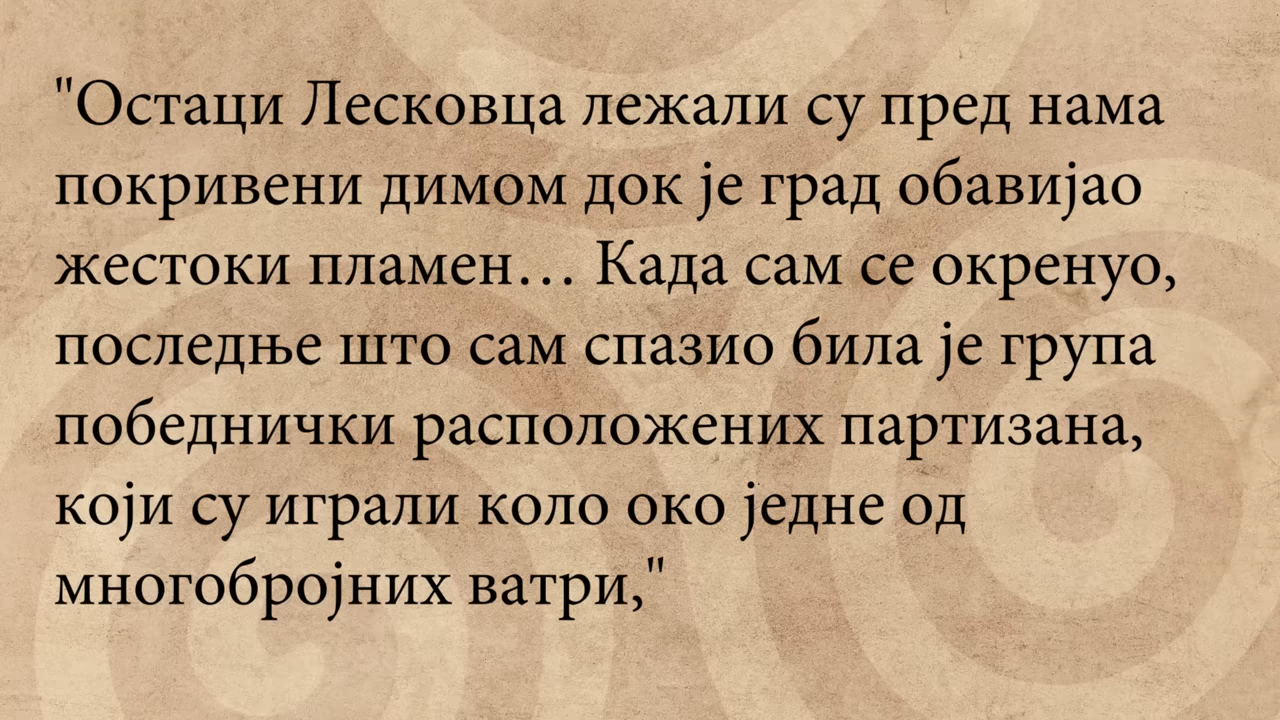 "Остаци Лесковца лежали су пред нама
покривени димом док је град обавијао
жестоки пламен… Када сам се окренуо,
последње што сам спазио била је група
победнички расположених партизана,
који су играли коло око једне од
многобројних ватри,"